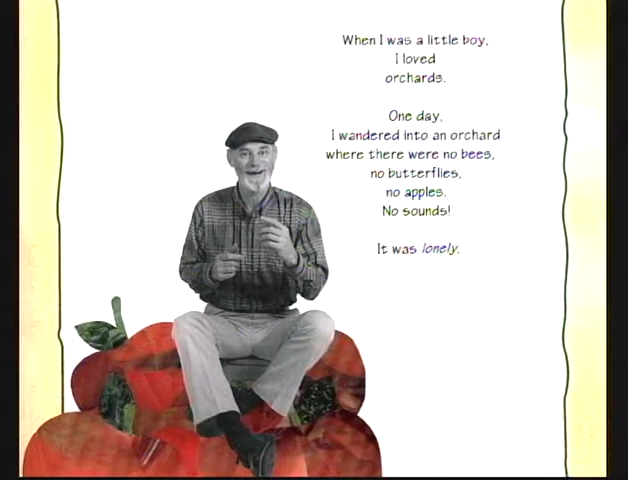 When I was a little boy,
I loved
orchards.
One day,
I wandered into an orchard
where there were no bees,
no butterflies,
no apples.
No sounds!
It was lonely.